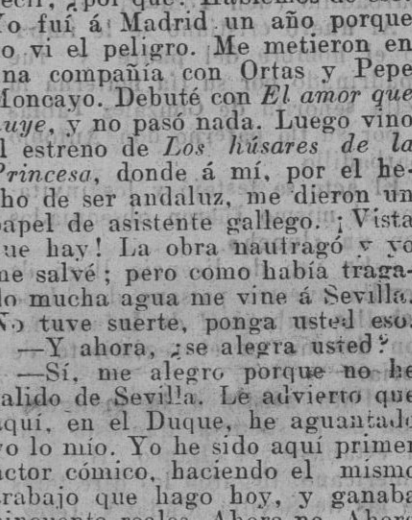 ecir, ¿por qué?
Yo fuí á Madrid un año porque
o vi el peligro. Me metieron en
na compañía con Ortas y Pepe
Moncayo. Debuté con El amor que
uye, y no pasó nada. Luego vino
l estreno de Los húsares de la
Princesa, donde á mí, por el he-
ho de ser andaluz, me dieron un
papel de asistente gallego. ¡Vista
ue hay! La obra naufragó y yo
me salvé; pero como había traga-
do mucha agua me vine á Sevilla.
No tuve suerte, ponga usted eso.
—Y ahora, ¿se alegra usted?
—Sí, me alegro porque no he
salido de Sevilla. Le advierto que
aquí, en el Duque, he aguantado
yo lo mío. Yo he sido aquí primer
actor cómico, haciendo el mismo
trabajo que hago hoy, y ganaba